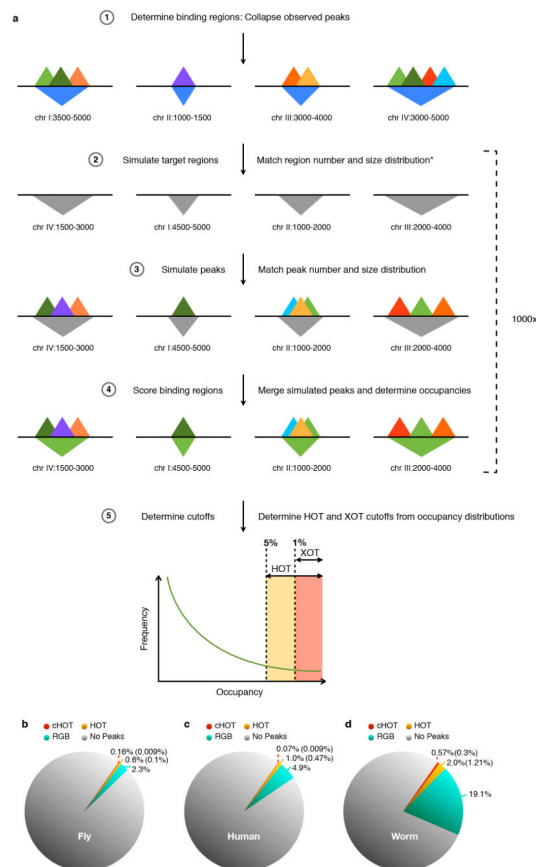 a
1 Determine binding regions: Collapse observed peaks
chr I:3500-5000 chr II:1000-1500 chr III:3000-4000 chr IV:3000-5000
2 Simulate target regions Match region number and size distribution*
chr IV:1500-3000 chr I:4500-5000 chr II:1000-2000 chr III:2000-4000
3 Simulate peaks Match peak number and size distribution
1000x
chr IV:1500-3000 chr I:4500-5000 chr II:1000-2000 chr III:2000-4000
4 Score binding regions Merge simulated peaks and determine occupancies
chr IV:1500-3000 chr I:4500-5000 chr II:1000-2000 chr III:2000-4000
5 Determine cutoffs Determine HOT and XOT cutoffs from occupancy distributions
5% 1%
XOT
HOT
Frequency
Occupancy
b
cHOT HOT
RGB No Peaks
0.16% (0.009%)
0.6% (0.1%)
2.3%
Fly
c
cHOT HOT
RGB No Peaks
0.07% (0.009%)
1.0% (0.47%)
4.9%
Human
d
cHOT HOT
RGB No Peaks
0.57%(0.3%)
2.0%(1.21%)
19.1%
Worm